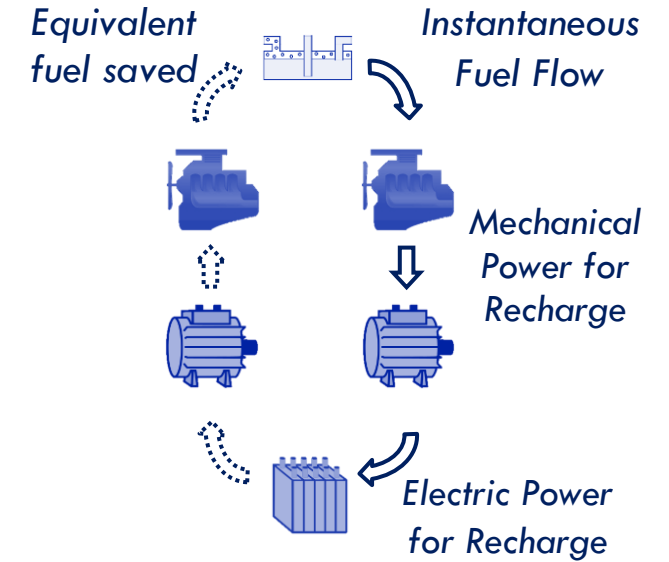 Equivalent
fuel saved
Instantaneous
Fuel Flow
Mechanical
Power for
Recharge
Electric Power
for Recharge